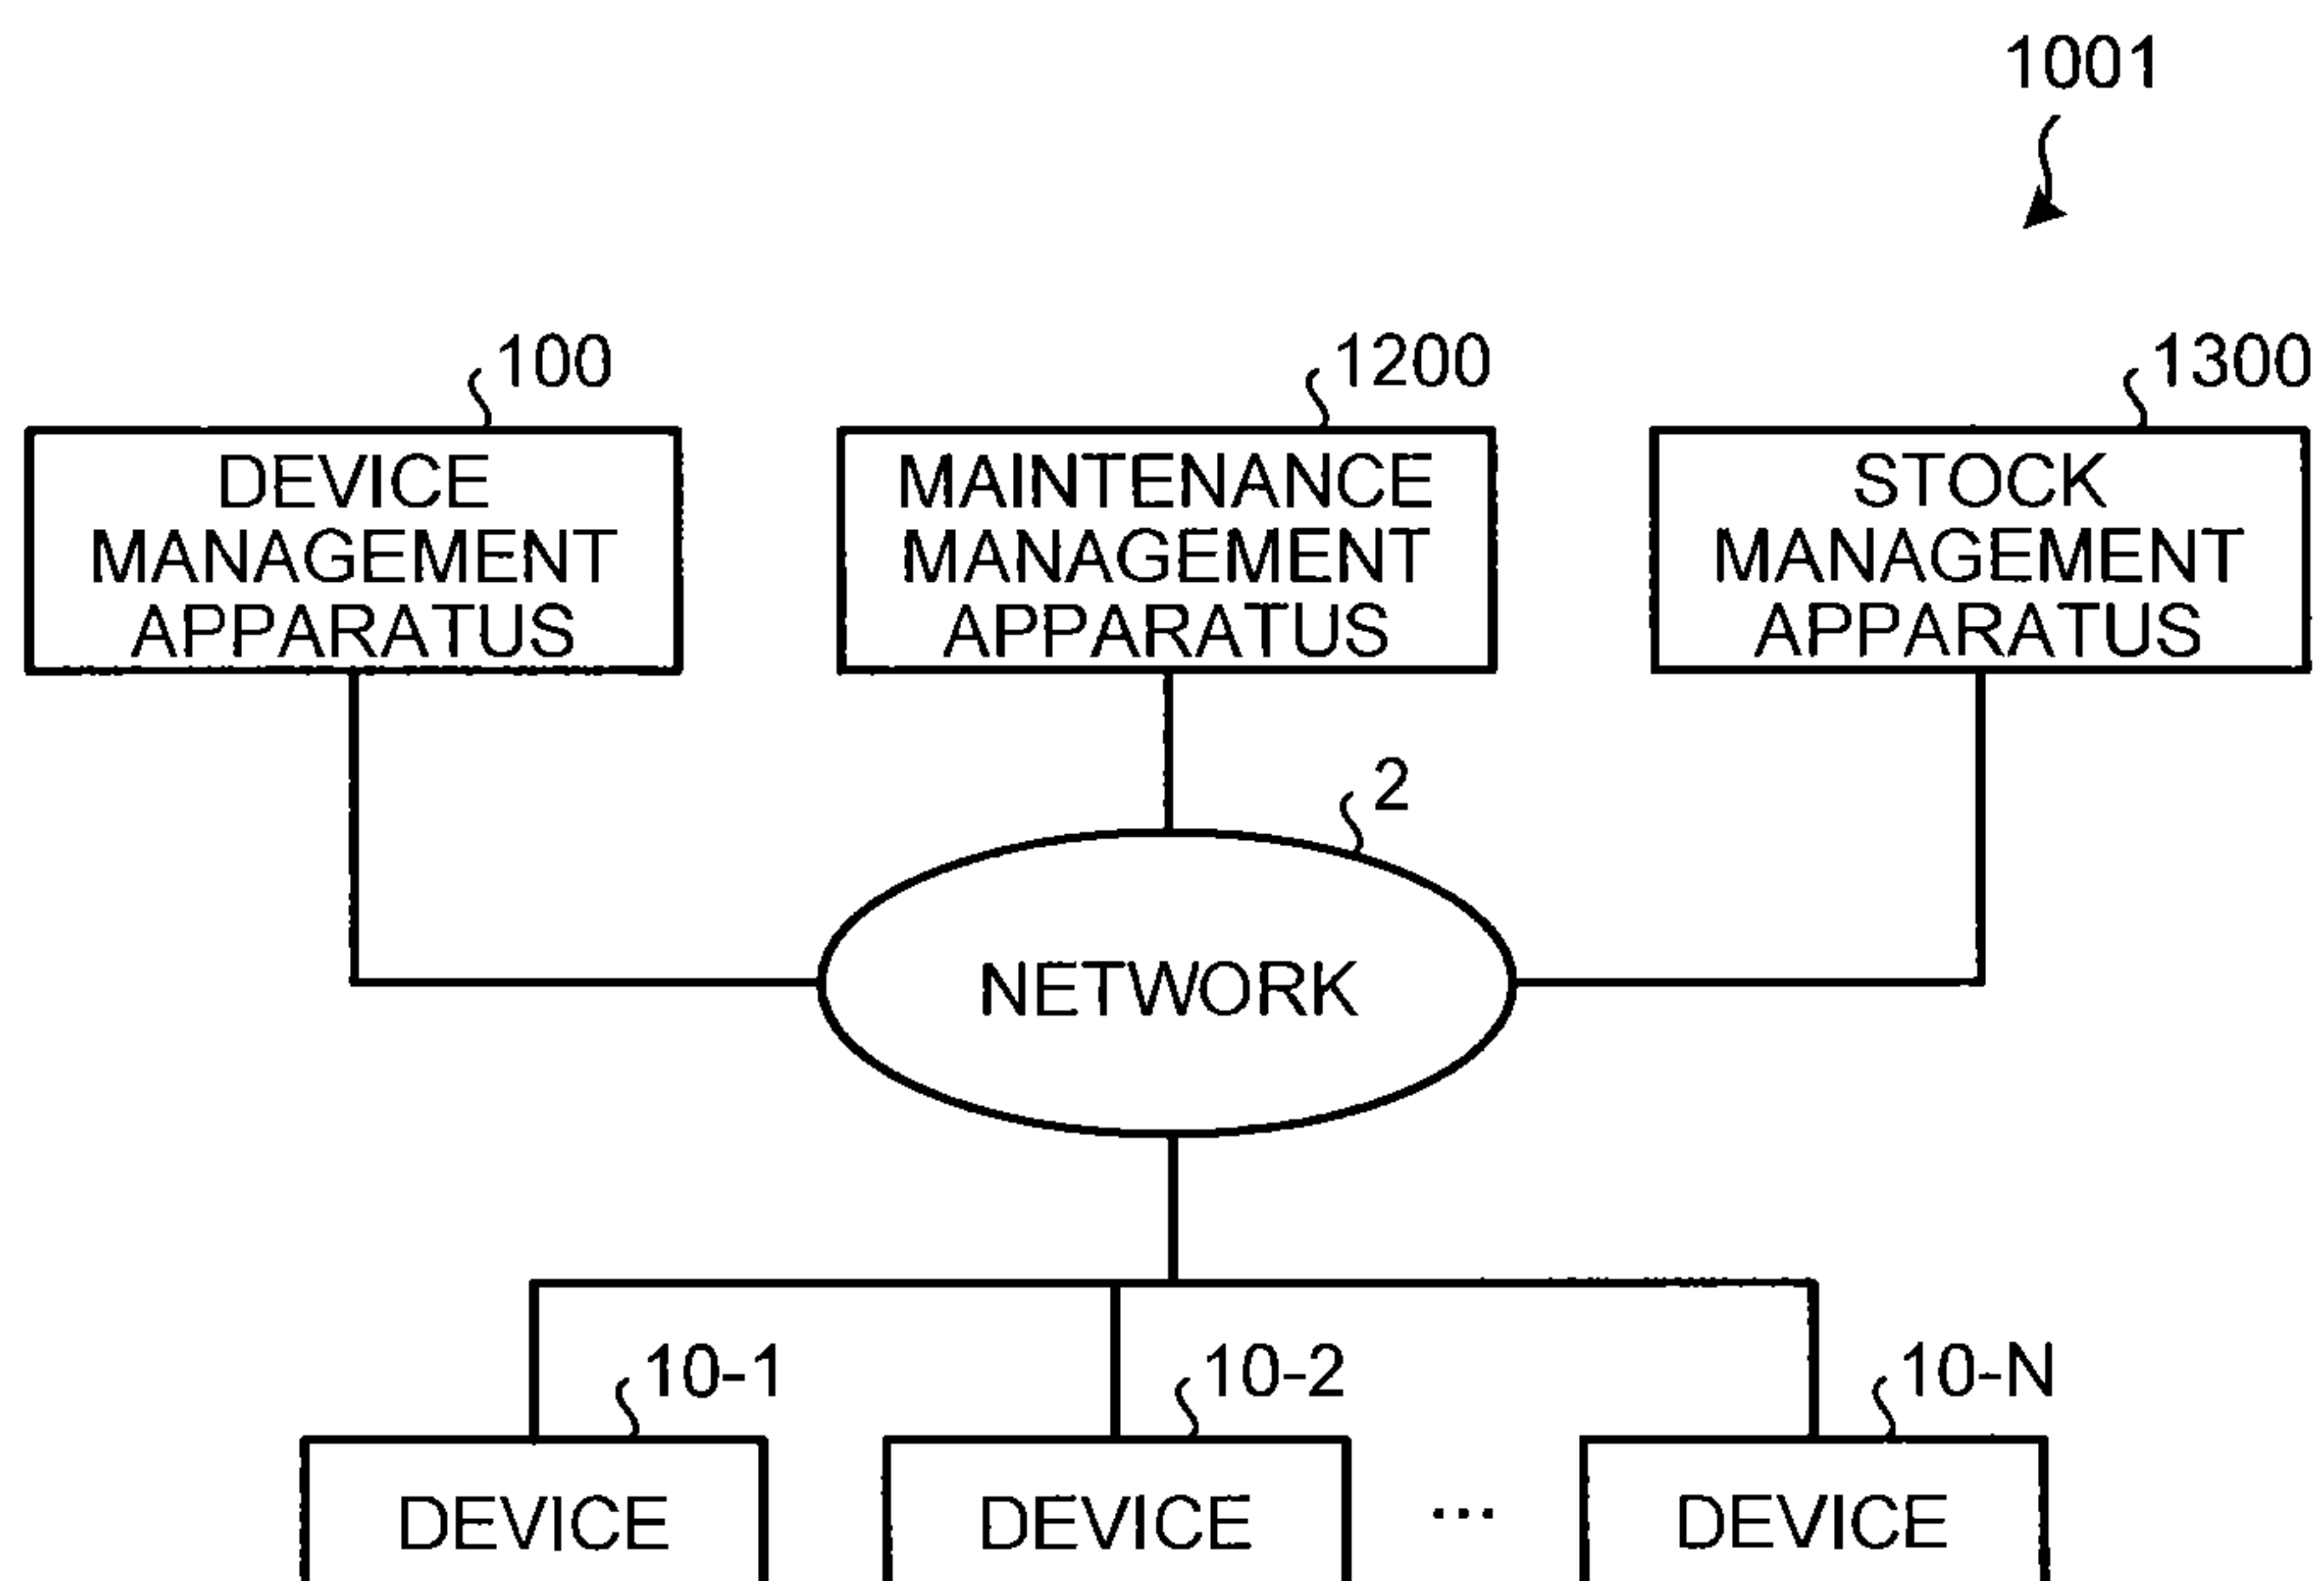 1001
100
1200
1300
DEVICE
MANAGEMENT
APPARATUS
MAINTENANCE
MANAGEMENT
APPARATUS
STOCK
MANAGEMENT
APPARATUS
2
NETWORK
10-1
10-2
10-N
DEVICE
DEVICE
...
DEVICE